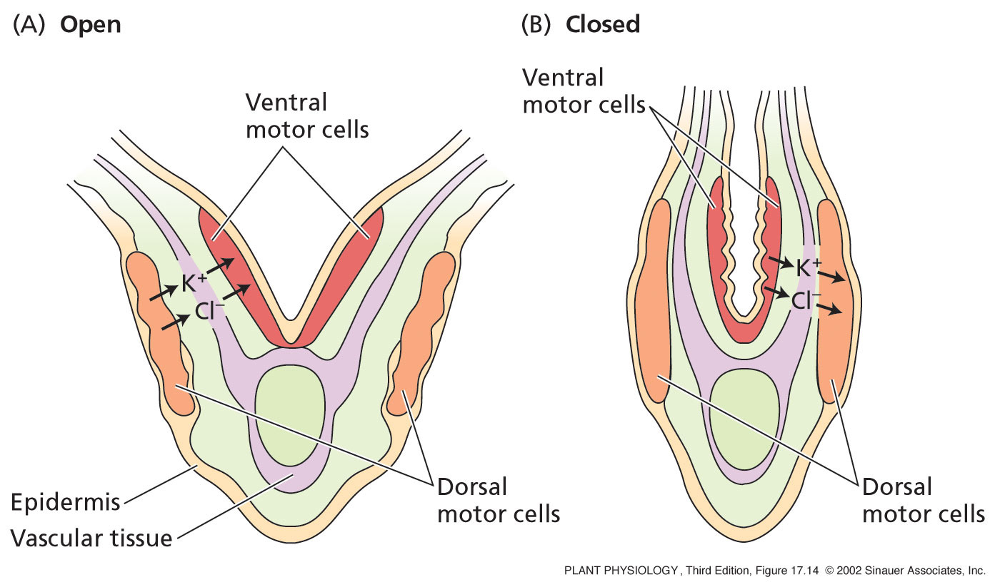 (A) Open
Ventral
motor cells
K+
Cl−
Epidermis
Vascular tissue
Dorsal
motor cells
(B) Closed
Ventral
motor cells
K+
Cl−
Dorsal
motor cells
PLANT PHYSIOLOGY, Third Edition, Figure 17.14 © 2002 Sinauer Associates, Inc.